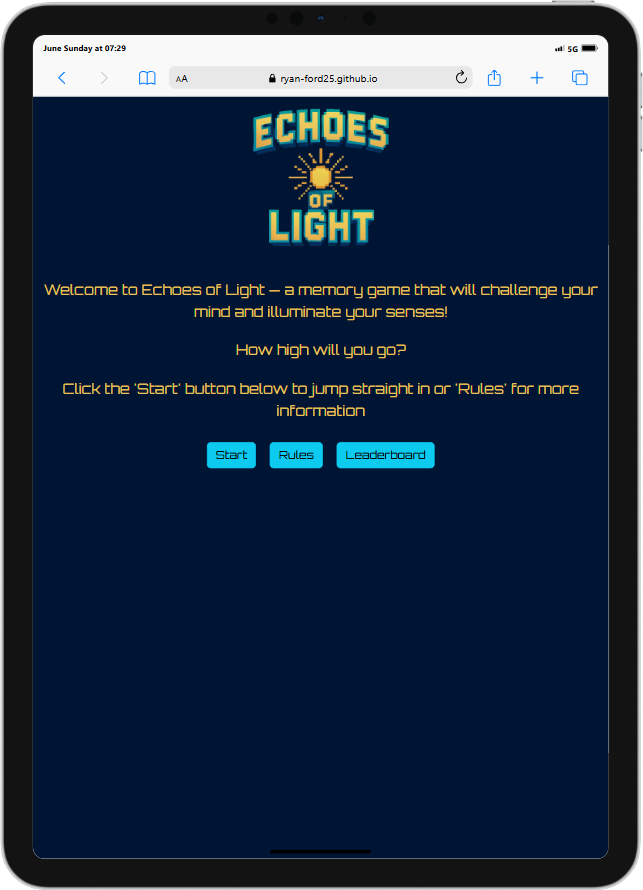 June Sunday at 07:29
5G
AA
ryan-ford25.github.io
ECHOES
OF
LIGHT
Welcome to Echoes of Light — a memory game that will challenge your
mind and illuminate your senses!
How high will you go?
Click the 'Start' button below to jump straight in or 'Rules' for more
information
Start Rules Leaderboard